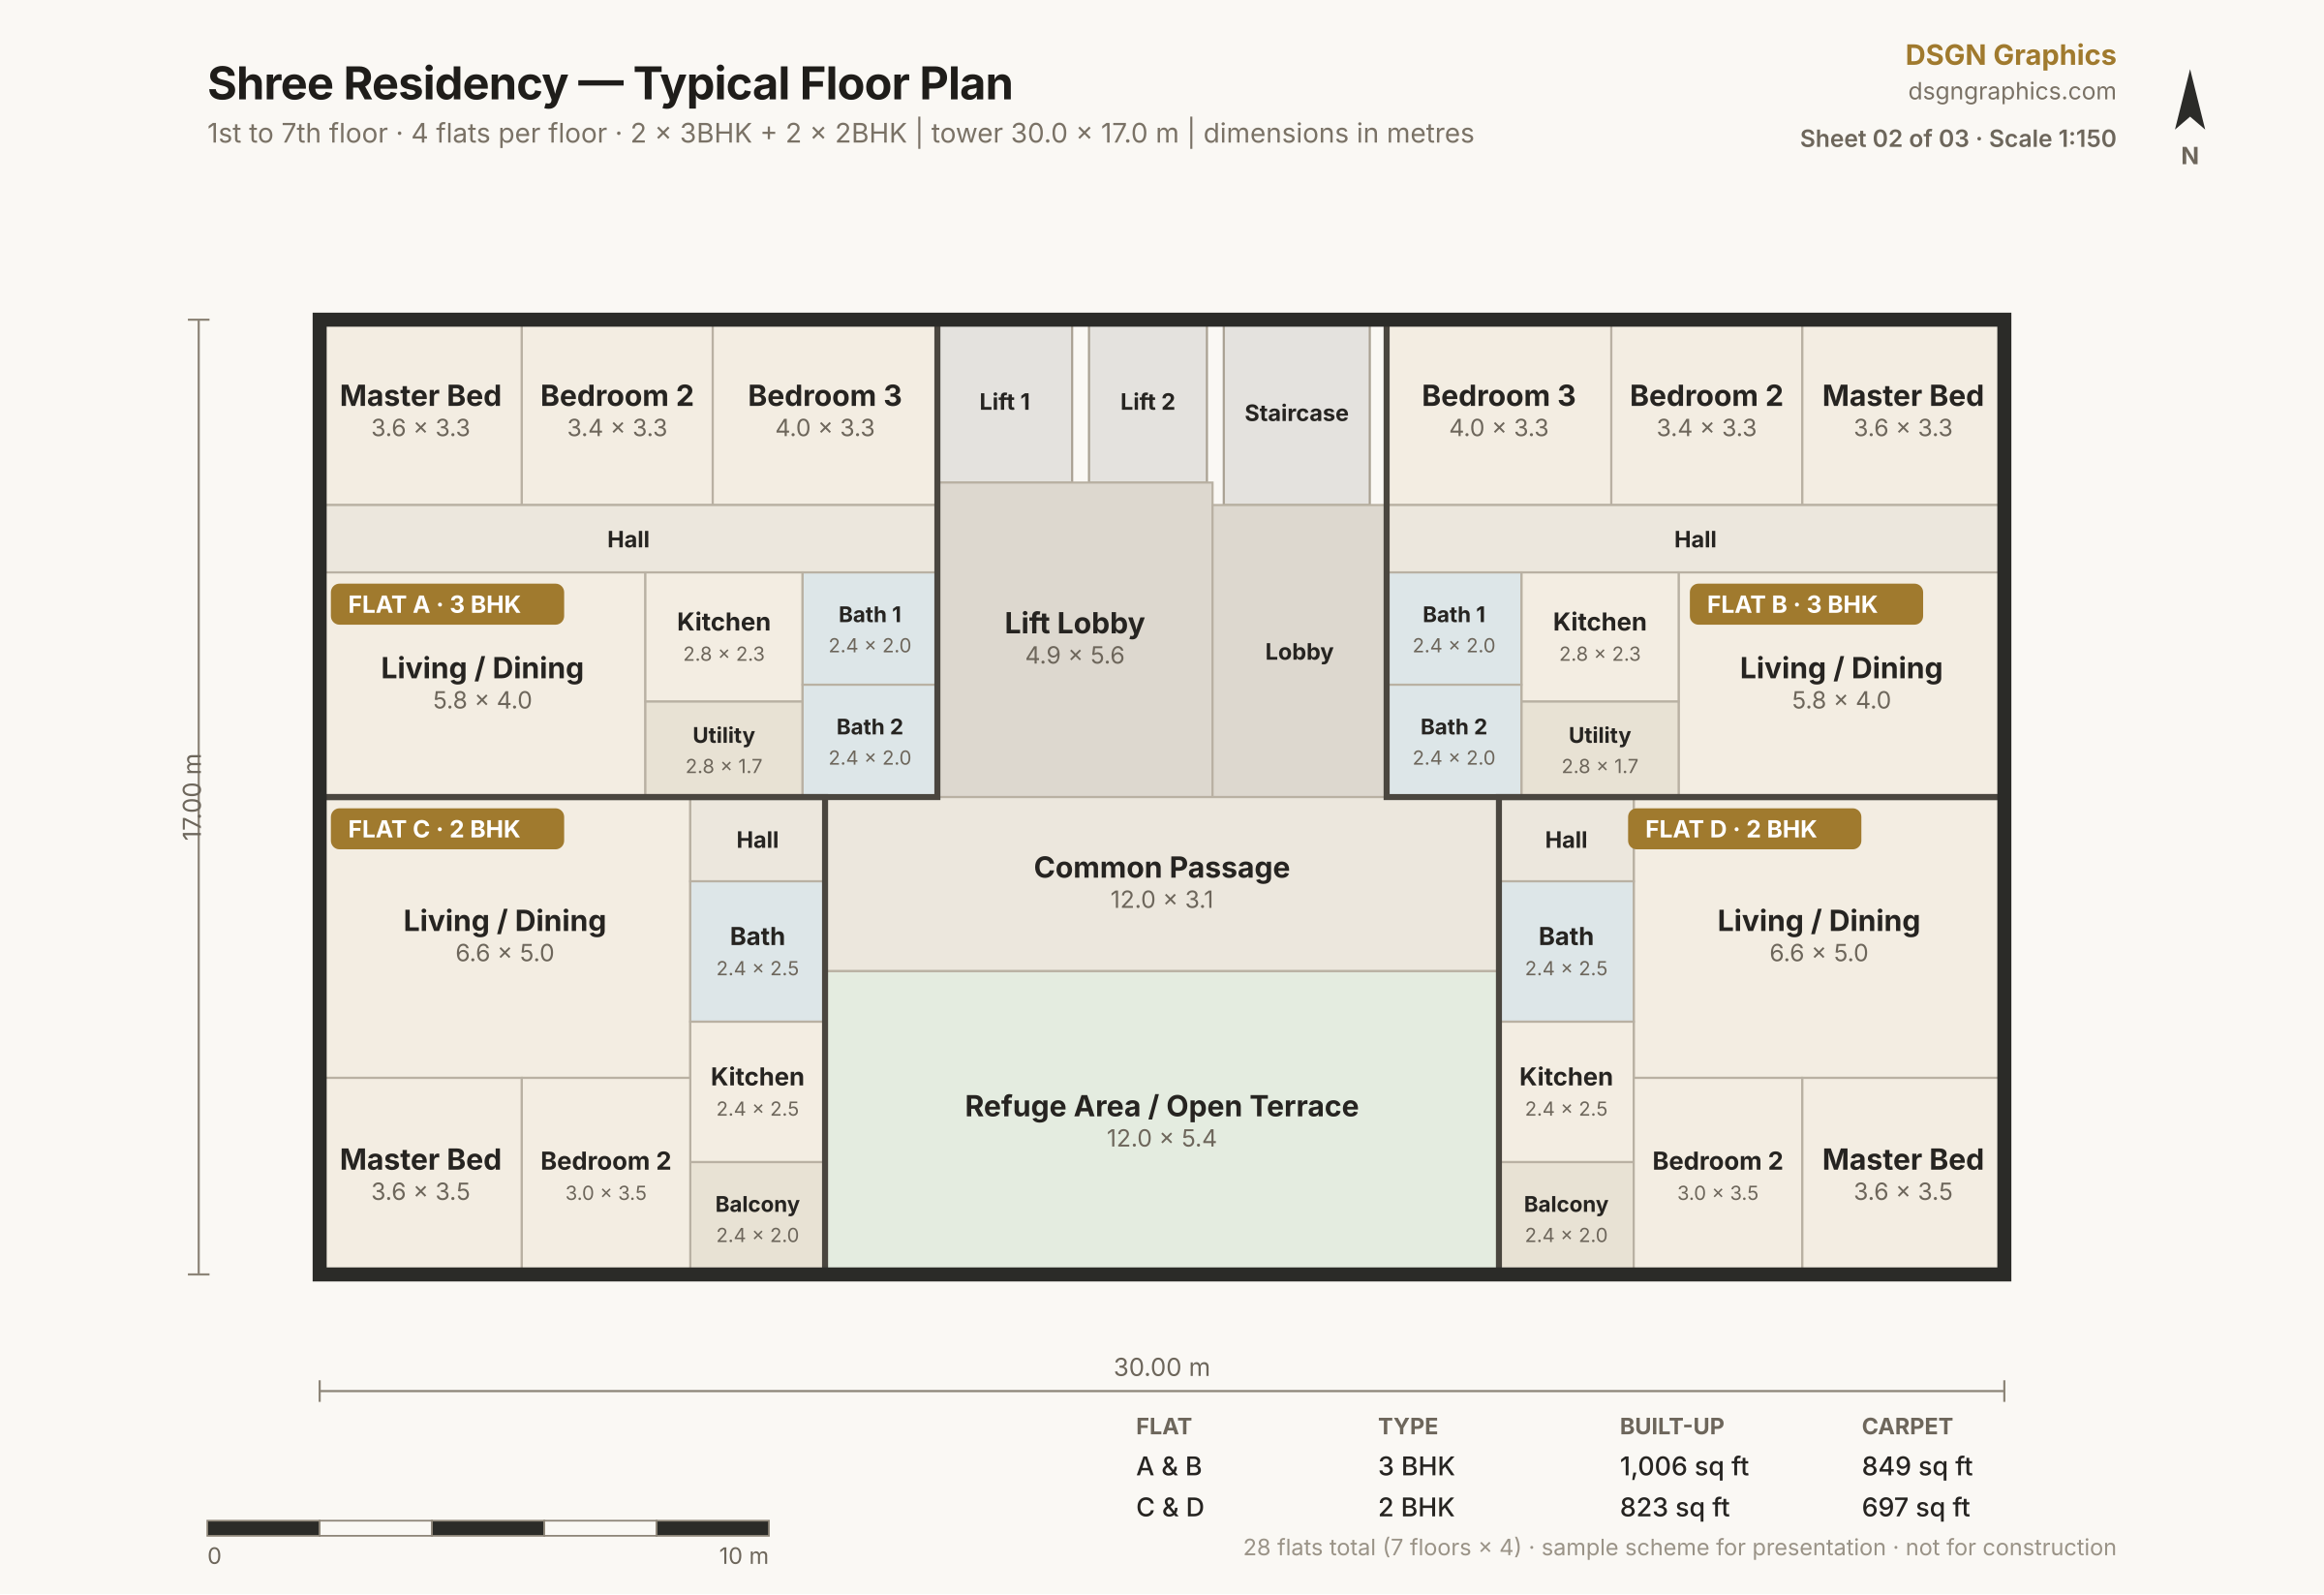 Shree Residency — Typical Floor Plan
1st to 7th floor · 4 flats per floor · 2 × 3BHK + 2 × 2BHK | tower 30.0 × 17.0 m | dimensions in metres
DSGN Graphics
dsgngraphics.com
Sheet 02 of 03 · Scale 1:150
N
Master Bed
3.6 × 3.3
Bedroom 2
3.4 × 3.3
Bedroom 3
4.0 × 3.3
Lift 1
Lift 2
Staircase
Bedroom 3
4.0 × 3.3
Bedroom 2
3.4 × 3.3
Master Bed
3.6 × 3.3
Hall
Hall
FLAT A · 3 BHK
Living / Dining
5.8 × 4.0
Kitchen
2.8 × 2.3
Utility
2.8 × 1.7
Bath 1
2.4 × 2.0
Bath 2
2.4 × 2.0
Lift Lobby
4.9 × 5.6
Lobby
Bath 1
2.4 × 2.0
Bath 2
2.4 × 2.0
Kitchen
2.8 × 2.3
Utility
2.8 × 1.7
FLAT B · 3 BHK
Living / Dining
5.8 × 4.0
17.00 m
FLAT C · 2 BHK
Living / Dining
6.6 × 5.0
Hall
Bath
2.4 × 2.5
Kitchen
2.4 × 2.5
Balcony
2.4 × 2.0
Master Bed
3.6 × 3.5
Bedroom 2
3.0 × 3.5
Common Passage
12.0 × 3.1
Refuge Area / Open Terrace
12.0 × 5.4
Hall
Bath
2.4 × 2.5
Kitchen
2.4 × 2.5
Balcony
2.4 × 2.0
FLAT D · 2 BHK
Living / Dining
6.6 × 5.0
Bedroom 2
3.0 × 3.5
Master Bed
3.6 × 3.5
30.00 m
FLAT TYPE BUILT-UP CARPET
A & B 3 BHK 1,006 sq ft 849 sq ft
C & D 2 BHK 823 sq ft 697 sq ft
28 flats total (7 floors × 4) · sample scheme for presentation · not for construction
0 10 m